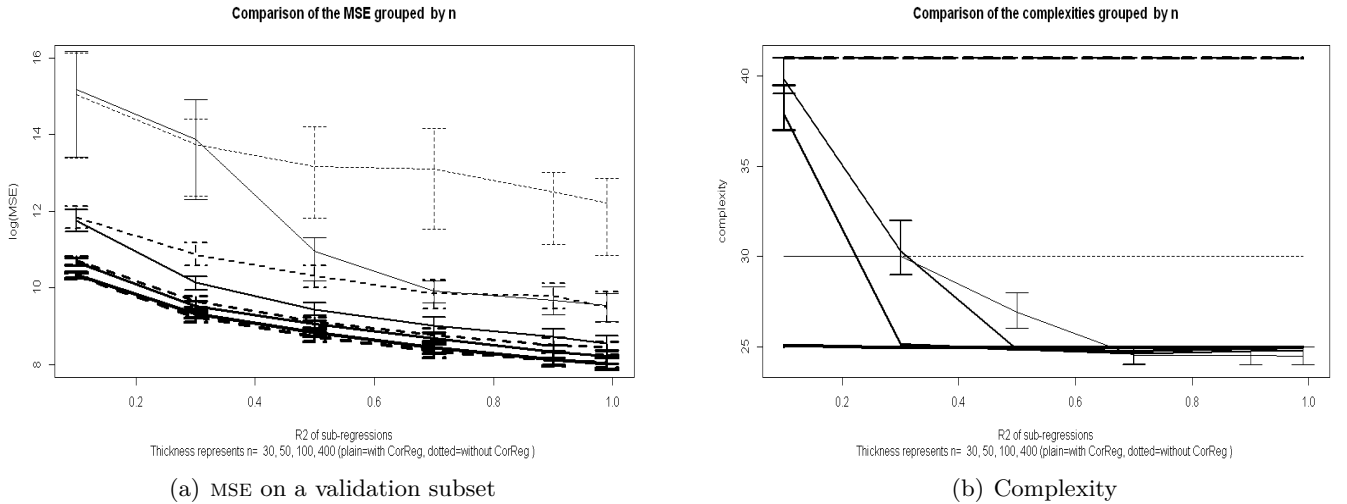 Comparison of the MSE grouped by n
log(MSE)
16
14
12
10
8
0.2 0.4 0.6 0.8 1.0
R2 of sub-regressions
Thickness represents n= 30, 50, 100, 400 (plain=with CorReg, dotted=without CorReg )
(a) MSE on a validation subset
Comparison of the complexities grouped by n
complexity
40
35
30
25
0.2 0.4 0.6 0.8 1.0
R2 of sub-regressions
Thickness represents n= 30, 50, 100, 400 (plain=with CorReg, dotted=without CorReg )
(b) Complexity